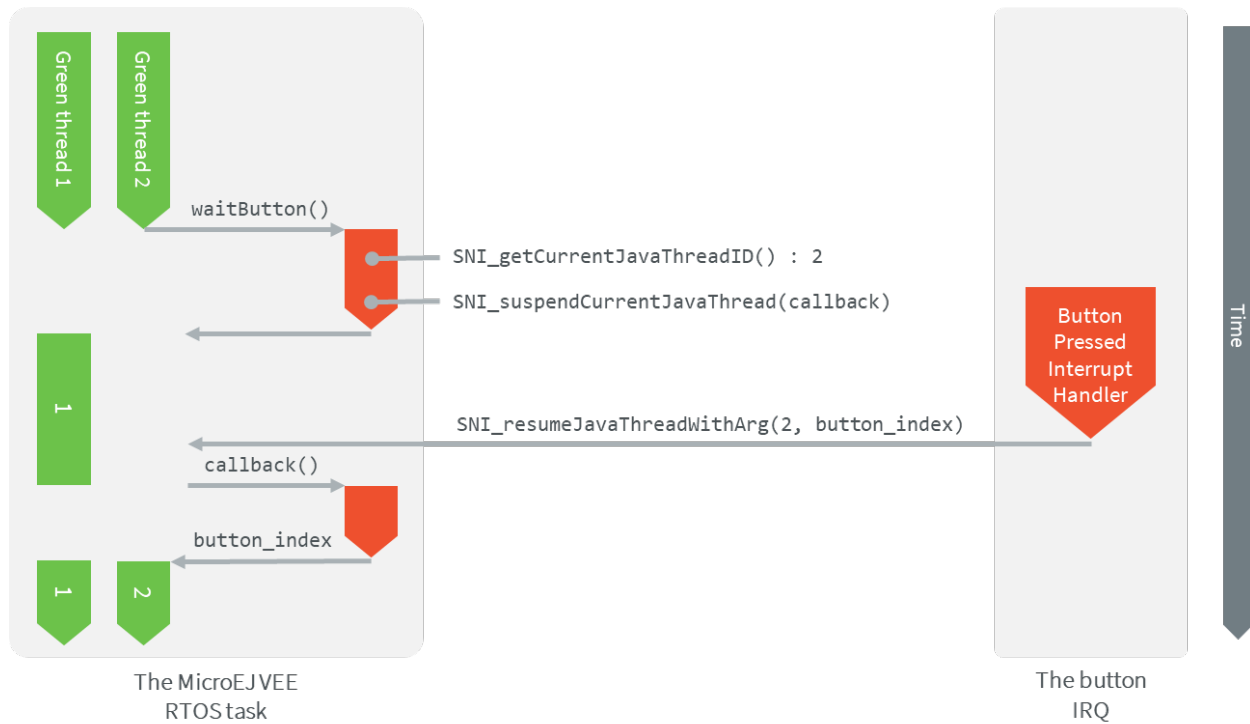 Green thread 1
Green thread 2
waitButton()
SNI_getCurrentJavaThreadID() : 2
SNI_suspendCurrentJavaThread(callback)
Button
Pressed
Interrupt
Handler
Time
1
SNI_resumeJavaThreadWithArg(2, button_index)
callback()
button_index
1
2
The MicroEJ VEE
RTOS task
The button
IRQ